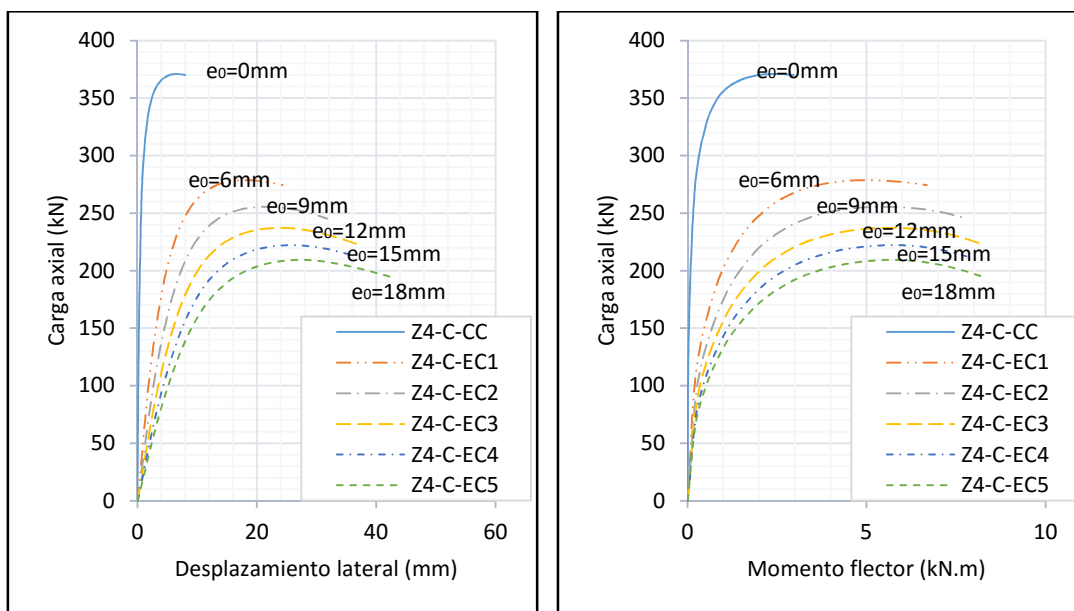 400
350
300
250
200
150
100
50
0
Carga axial (kN)
e₀=0mm
e₀=6mm
e₀=9mm
e₀=12mm
e₀=15mm
e₀=18mm
Z4-C-CC
Z4-C-EC1
Z4-C-EC2
Z4-C-EC3
Z4-C-EC4
Z4-C-EC5
0 20 40 60
Desplazamiento lateral (mm)
400
350
300
250
200
150
100
50
0
Carga axial (kN)
e₀=0mm
e₀=6mm
e₀=9mm
e₀=12mm
e₀=15mm
e₀=18mm
Z4-C-CC
Z4-C-EC1
Z4-C-EC2
Z4-C-EC3
Z4-C-EC4
Z4-C-EC5
0 5 10
Momento flector (kN.m)